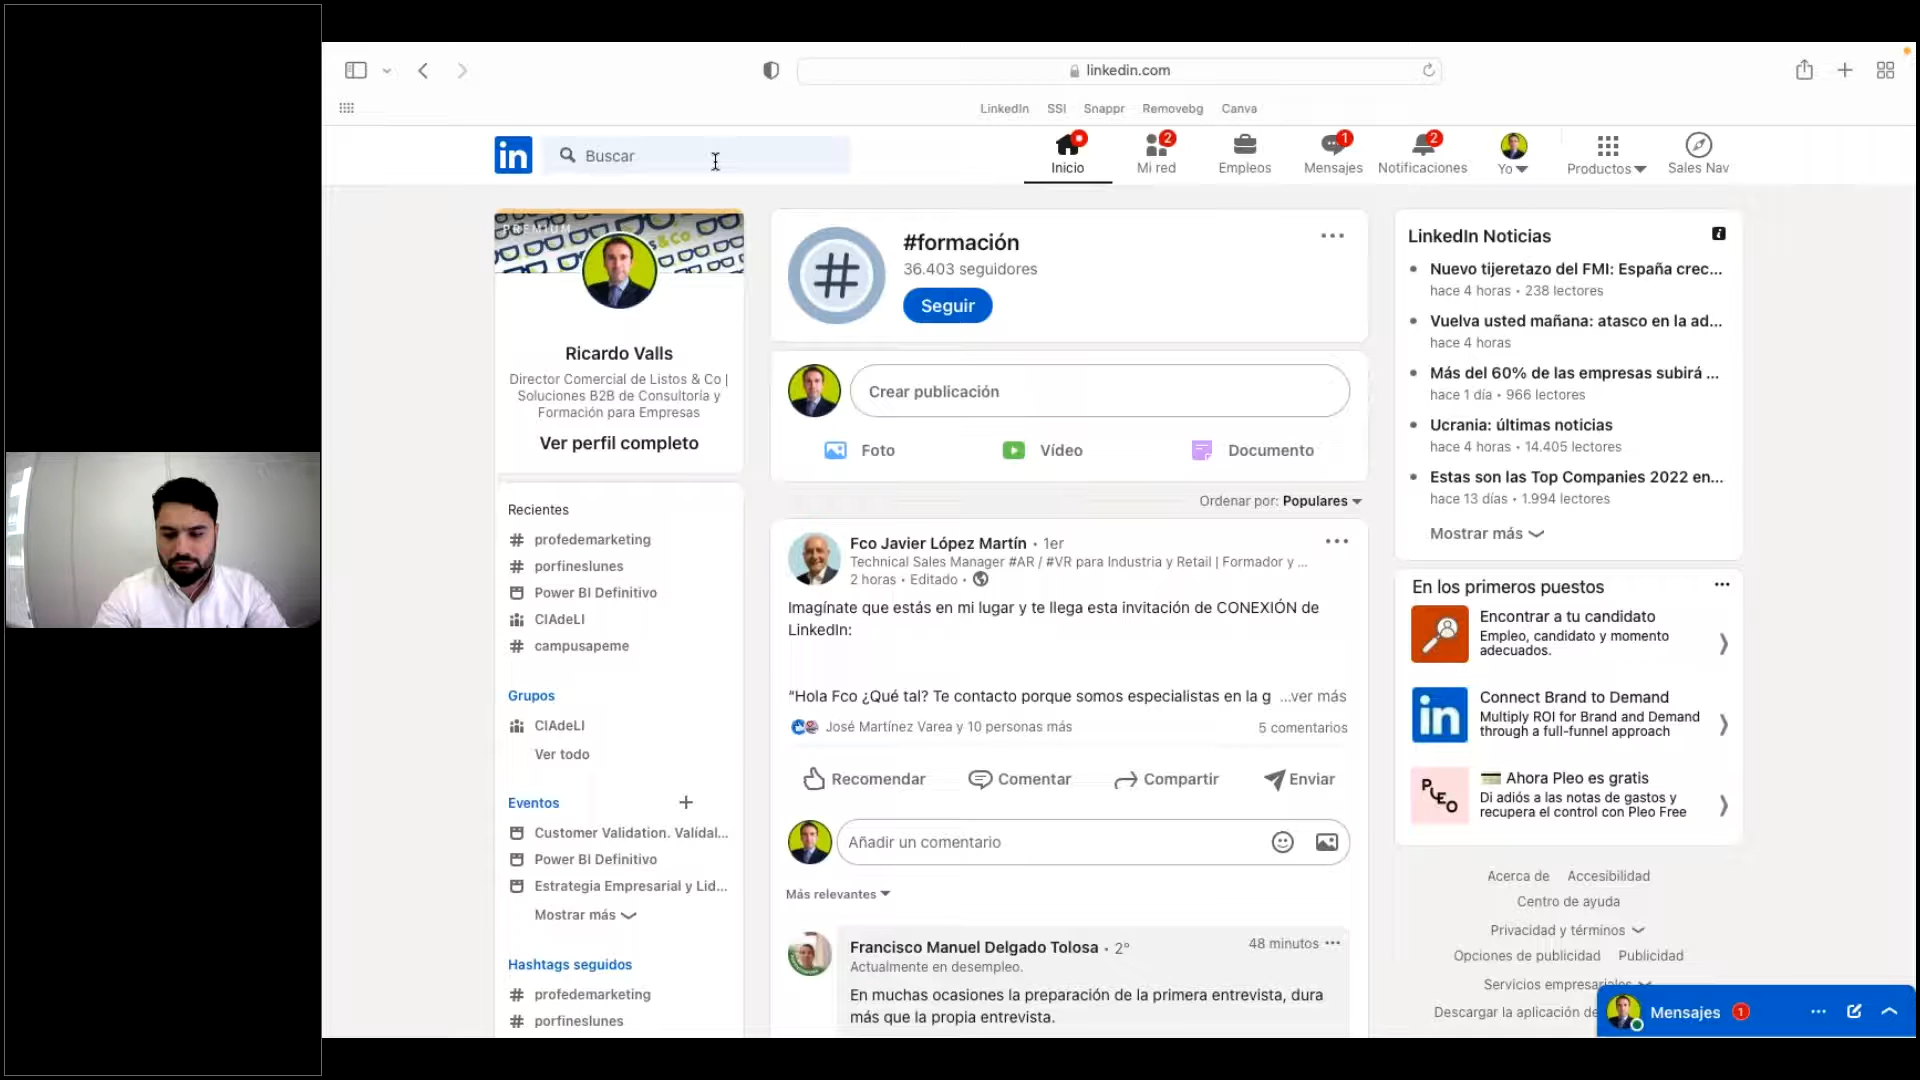 linkedin.com
LinkedIn SSI Snappr Removebg Canva
in Buscar
Inicio
2 Mi red
Empleos
1 Mensajes
2 Notificaciones
Yo
Productos
Sales Nav
PREMIUM
Ricardo Valls
Director Comercial de Listos & Co |
Soluciones B2B de Consultoría y
Formación para Empresas
Ver perfil completo
Recientes
# profedemarketing
# porfineslunes
Power BI Definitivo
CIAdeLI
# campusapeme
Grupos
CIAdeLI
Ver todo
Eventos +
Customer Validation. Valídal...
Power BI Definitivo
Estrategia Empresarial y Lid...
Mostrar más
Hashtags seguidos
# profedemarketing
# porfineslunes
#formación
36.403 seguidores
Seguir
Crear publicación
Foto Vídeo Documento
Ordenar por: Populares
Fco Javier López Martín • 1er
Technical Sales Manager #AR / #VR para Industria y Retail | Formador y ...
2 horas • Editado •
Imagínate que estás en mi lugar y te llega esta invitación de CONEXIÓN de
LinkedIn:
“Hola Fco ¿Qué tal? Te contacto porque somos especialistas en la g ...ver más
José Martínez Varea y 10 personas más 5 comentarios
Recomendar Comentar Compartir Enviar
Añadir un comentario
Más relevantes
Francisco Manuel Delgado Tolosa • 2° 48 minutos
Actualmente en desempleo.
En muchas ocasiones la preparación de la primera entrevista, dura
más que la propia entrevista.
LinkedIn Noticias
Nuevo tijeretazo del FMI: España crec...
hace 4 horas • 238 lectores
Vuelva usted mañana: atasco en la ad...
hace 4 horas
Más del 60% de las empresas subirá ...
hace 1 día • 966 lectores
Ucrania: últimas noticias
hace 4 horas • 14.405 lectores
Estas son las Top Companies 2022 en...
hace 13 días • 1.994 lectores
Mostrar más
En los primeros puestos
Encontrar a tu candidato
Empleo, candidato y momento
adecuados.
in
Connect Brand to Demand
Multiply ROI for Brand and Demand
through a full-funnel approach
PLEO
Ahora Pleo es gratis
Di adiós a las notas de gastos y
recupera el control con Pleo Free
Acerca de Accesibilidad
Centro de ayuda
Privacidad y términos
Opciones de publicidad Publicidad
Servicios empresariales
Descargar la aplicación de
Mensajes 1